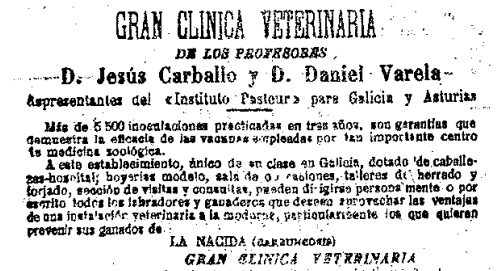 GRAN CLINICA VETERINARIA
DE LOS PROFESORES
D. Jesús Carballo y D. Daniel Varela
Representantes del «Instituto Pasteur» para Galicia y Asturias
Más de 5 500 inoculaciones practicadas en tres años, son garantías que
demuestra la eficacia de las vacunas empleadas por tan importante centro
de medicina zoológica.
A este establecimiento, único en su clase en Galicia, dotado de caballe-
zas-hospital; boyerías modelo, sala de operaciones, talleres de herrado y
forjado, sección de visitas y consultas, pueden dirigirse personalmente o por
escrito todos los labradores y ganaderos que deseen aprovechar las ventajas
de una instalación veterinaria a la moderna, particularmente los que quieran
prevenir sus ganados de
LA NACIDA (CARBUNCOSIS)
GRAN CLINICA VETERINARIA